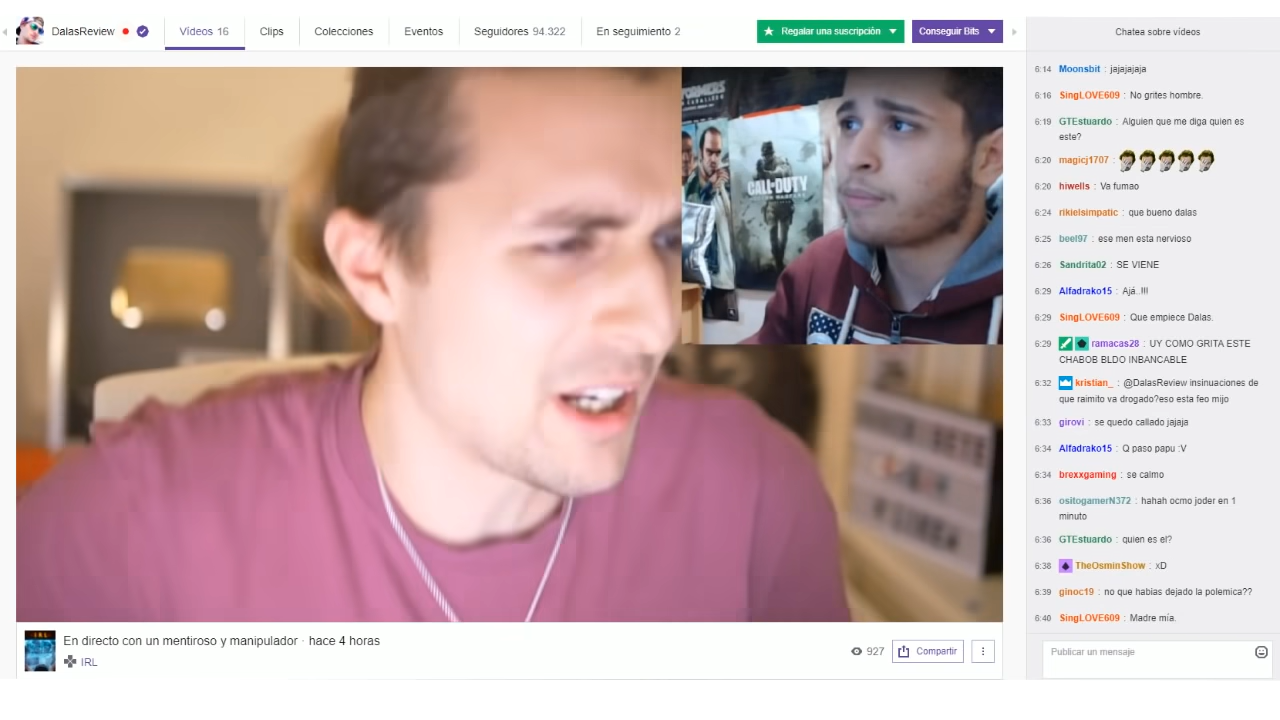 DalasReview
Vídeos 16
Clips
Colecciones
Eventos
Seguidores 94.322
En seguimiento 2
Regalar una suscripción
Conseguir Bits
Chatea sobre vídeos
CALL OF DUTY
6:14 Moonsbit : jajajajaja
6:16 SingLOVE609 : No grites hombre.
6:19 GTEstuardo : Alguien que me diga quien es
este?
6:20 magicj1707 :
6:20 hiwells : Va fumao
6:24 rikielsimpatic : que bueno dalas
6:25 beel97 : ese men esta nervioso
6:26 Sandrita02 : SE VIENE
6:29 Alfadrako15 : Ajá..!!!
6:29 SingLOVE609 : Que empiece Dalas.
6:29 ramacas28 : UY COMO GRITA ESTE
CHABOB BLDO INBANCABLE
6:32 kristian_ : @DalasReview insinuaciones de
que raimito va drogado?eso esta feo mijo
6:33 girovi : se quedo callado jajaja
6:34 Alfadrako15 : Q paso papu :V
6:34 brexxgaming : se calmo
6:36 ositogamerN372 : hahah ocmo joder en 1
minuto
6:36 GTEstuardo : quien es el?
6:38 TheOsminShow : xD
6:39 ginoc19 : no que habias dejado la polemica??
6:40 SingLOVE609 : Madre mía.
Publicar un mensaje
IRL
En directo con un mentiroso y manipulador · hace 4 horas
IRL
927
Compartir